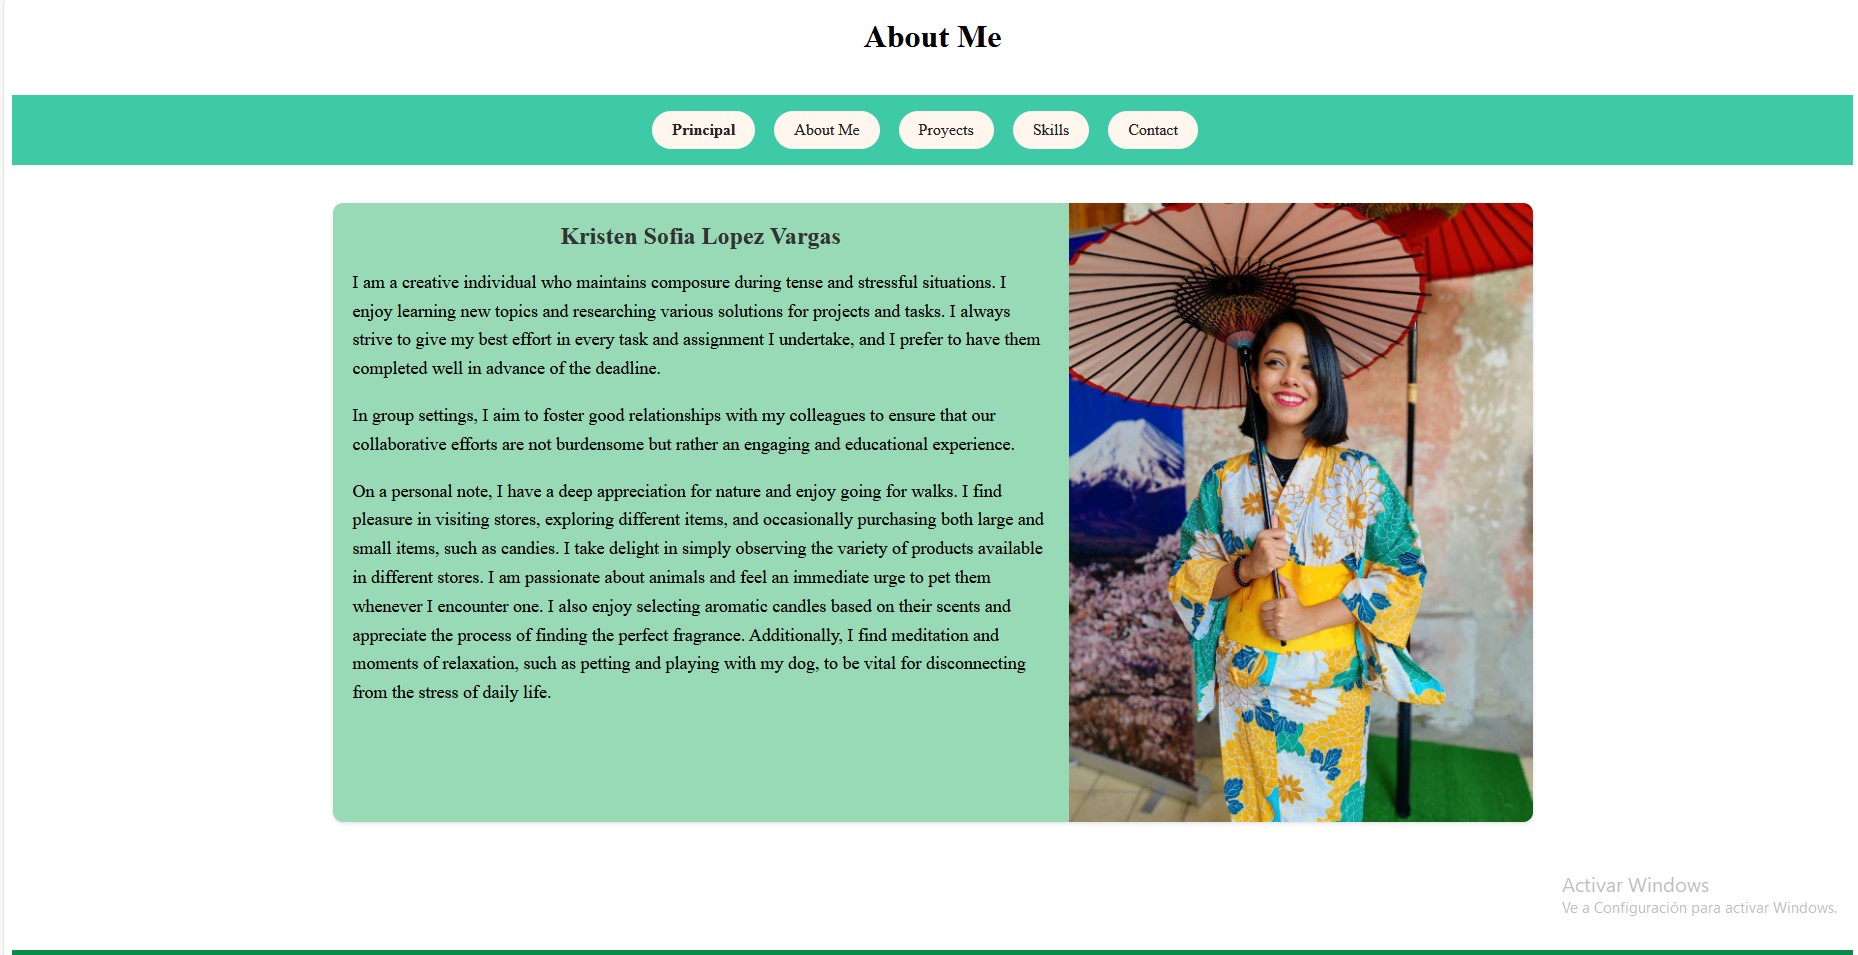 About Me
Principal About Me Proyects Skills Contact
Kristen Sofia Lopez Vargas
I am a creative individual who maintains composure during tense and stressful situations. I
enjoy learning new topics and researching various solutions for projects and tasks. I always
strive to give my best effort in every task and assignment I undertake, and I prefer to have them
completed well in advance of the deadline.
In group settings, I aim to foster good relationships with my colleagues to ensure that our
collaborative efforts are not burdensome but rather an engaging and educational experience.
On a personal note, I have a deep appreciation for nature and enjoy going for walks. I find
pleasure in visiting stores, exploring different items, and occasionally purchasing both large and
small items, such as candies. I take delight in simply observing the variety of products available
in different stores. I am passionate about animals and feel an immediate urge to pet them
whenever I encounter one. I also enjoy selecting aromatic candles based on their scents and
appreciate the process of finding the perfect fragrance. Additionally, I find meditation and
moments of relaxation, such as petting and playing with my dog, to be vital for disconnecting
from the stress of daily life.
Activar Windows
Ve a Configuración para activar Windows.